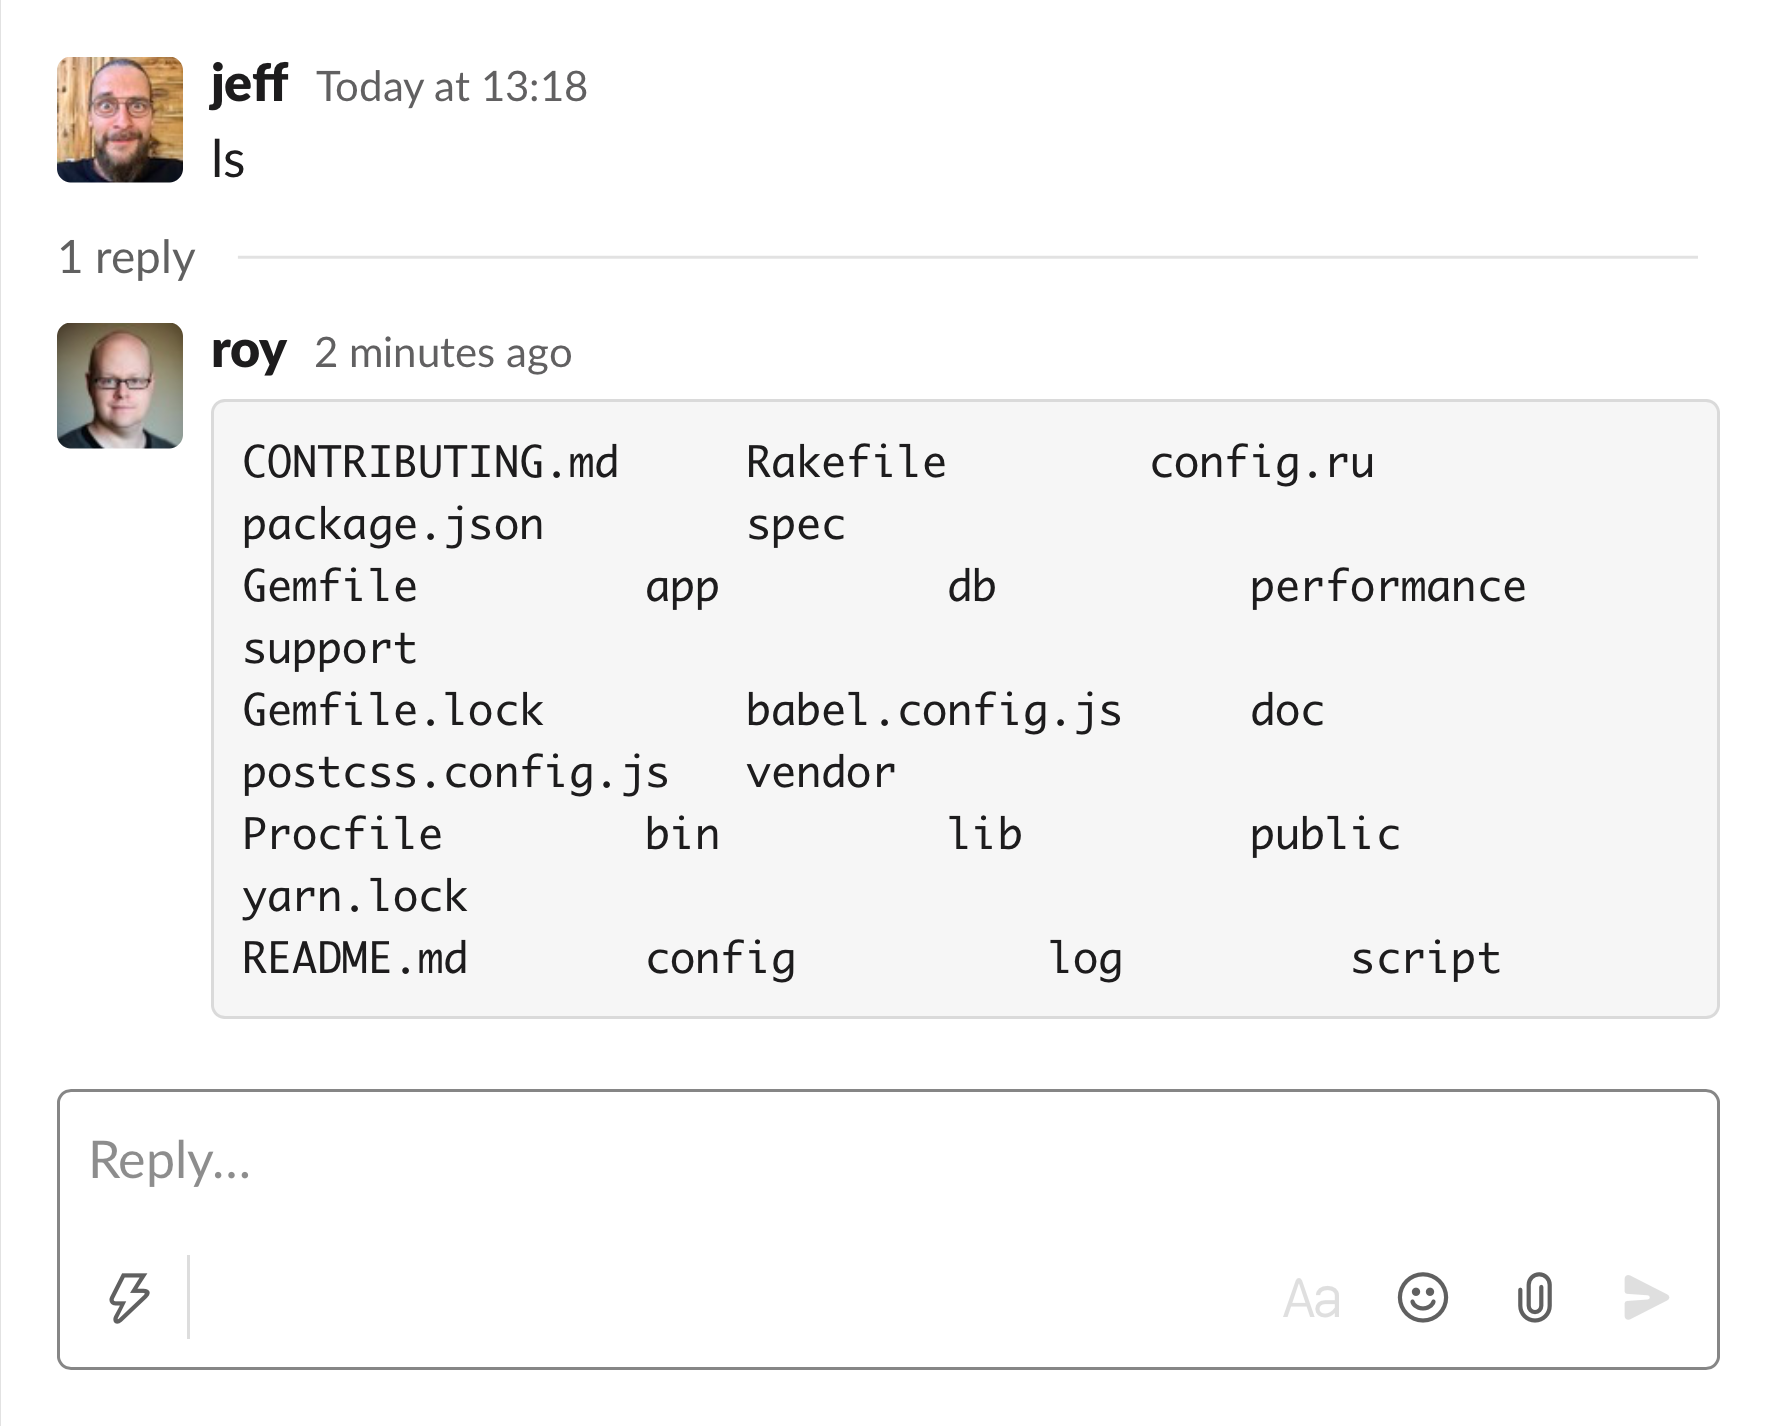 jeff Today at 13:18
ls
1 reply
roy 2 minutes ago
CONTRIBUTING.md Rakefile config.ru
package.json spec
Gemfile app db performance
support
Gemfile.lock babel.config.js doc
postcss.config.js vendor
Procfile bin lib public
yarn.lock
README.md config log script
Reply...
Aa